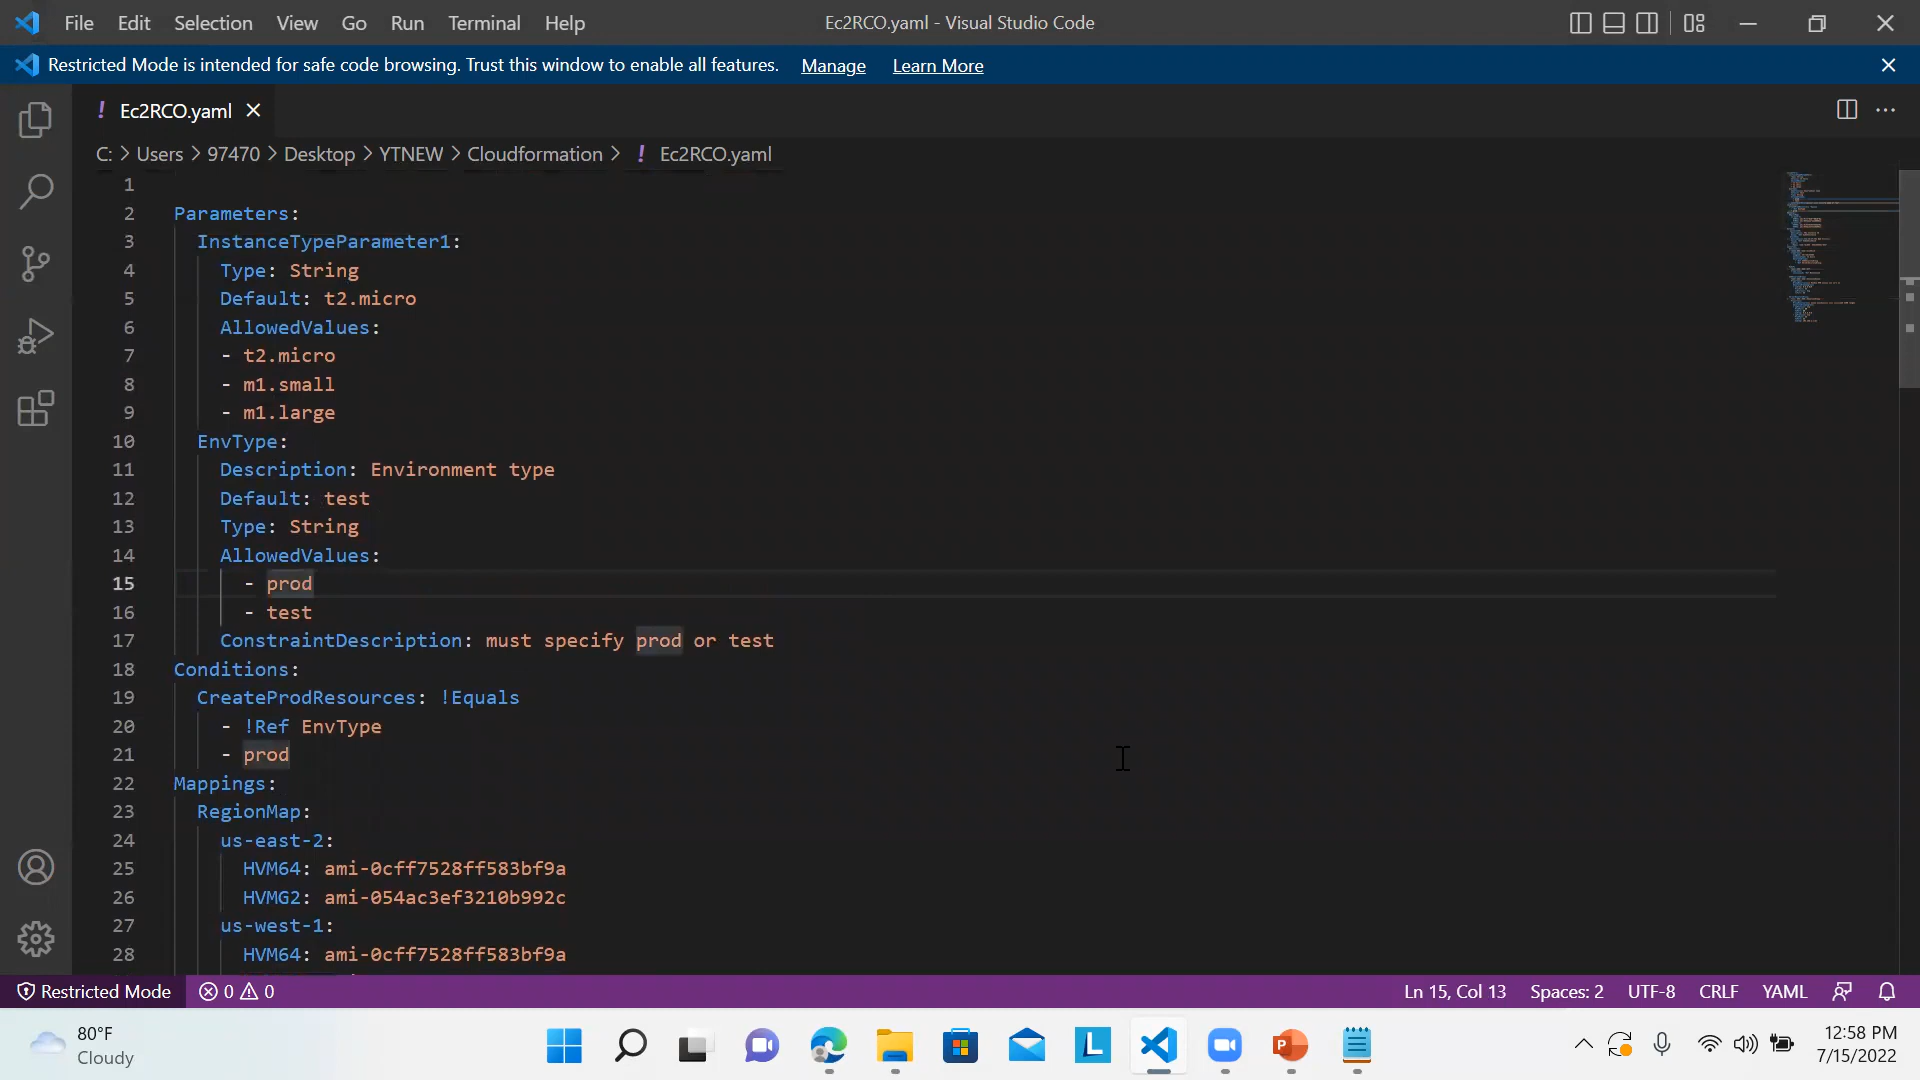 File Edit Selection View Go Run Terminal Help Ec2RCO.yaml - Visual Studio Code
Restricted Mode is intended for safe code browsing. Trust this window to enable all features. Manage Learn More
! Ec2RCO.yaml
C: > Users > 97470 > Desktop > YTNEW > Cloudformation > ! Ec2RCO.yaml
1
2 Parameters:
3 InstanceTypeParameter1:
4 Type: String
5 Default: t2.micro
6 AllowedValues:
7 - t2.micro
8 - m1.small
9 - m1.large
10 EnvType:
11 Description: Environment type
12 Default: test
13 Type: String
14 AllowedValues:
15 - prod
16 - test
17 ConstraintDescription: must specify prod or test
18 Conditions:
19 CreateProdResources: !Equals
20 - !Ref EnvType
21 - prod
22 Mappings:
23 RegionMap:
24 us-east-2:
25 HVM64: ami-0cff7528ff583bf9a
26 HVMG2: ami-054ac3ef3210b992c
27 us-west-1:
28 HVM64: ami-0cff7528ff583bf9a
Restricted Mode 0 0 Ln 15, Col 13 Spaces: 2 UTF-8 CRLF YAML
80°F
Cloudy
12:58 PM
7/15/2022